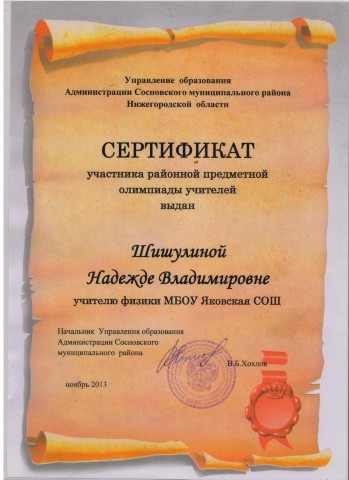 Управление образования
Администрации Сосновского муниципального района
Нижегородской области
СЕРТИФИКАТ
участника районной предметной
олимпиады учителей
выдан
Шишулиной
Надежде Владимировне
учителю физики МБОУ Яковская СОШ
Начальник Управления образования
Администрации Сосновского
муниципального района
В.Б.Хохлов
ноябрь 2013